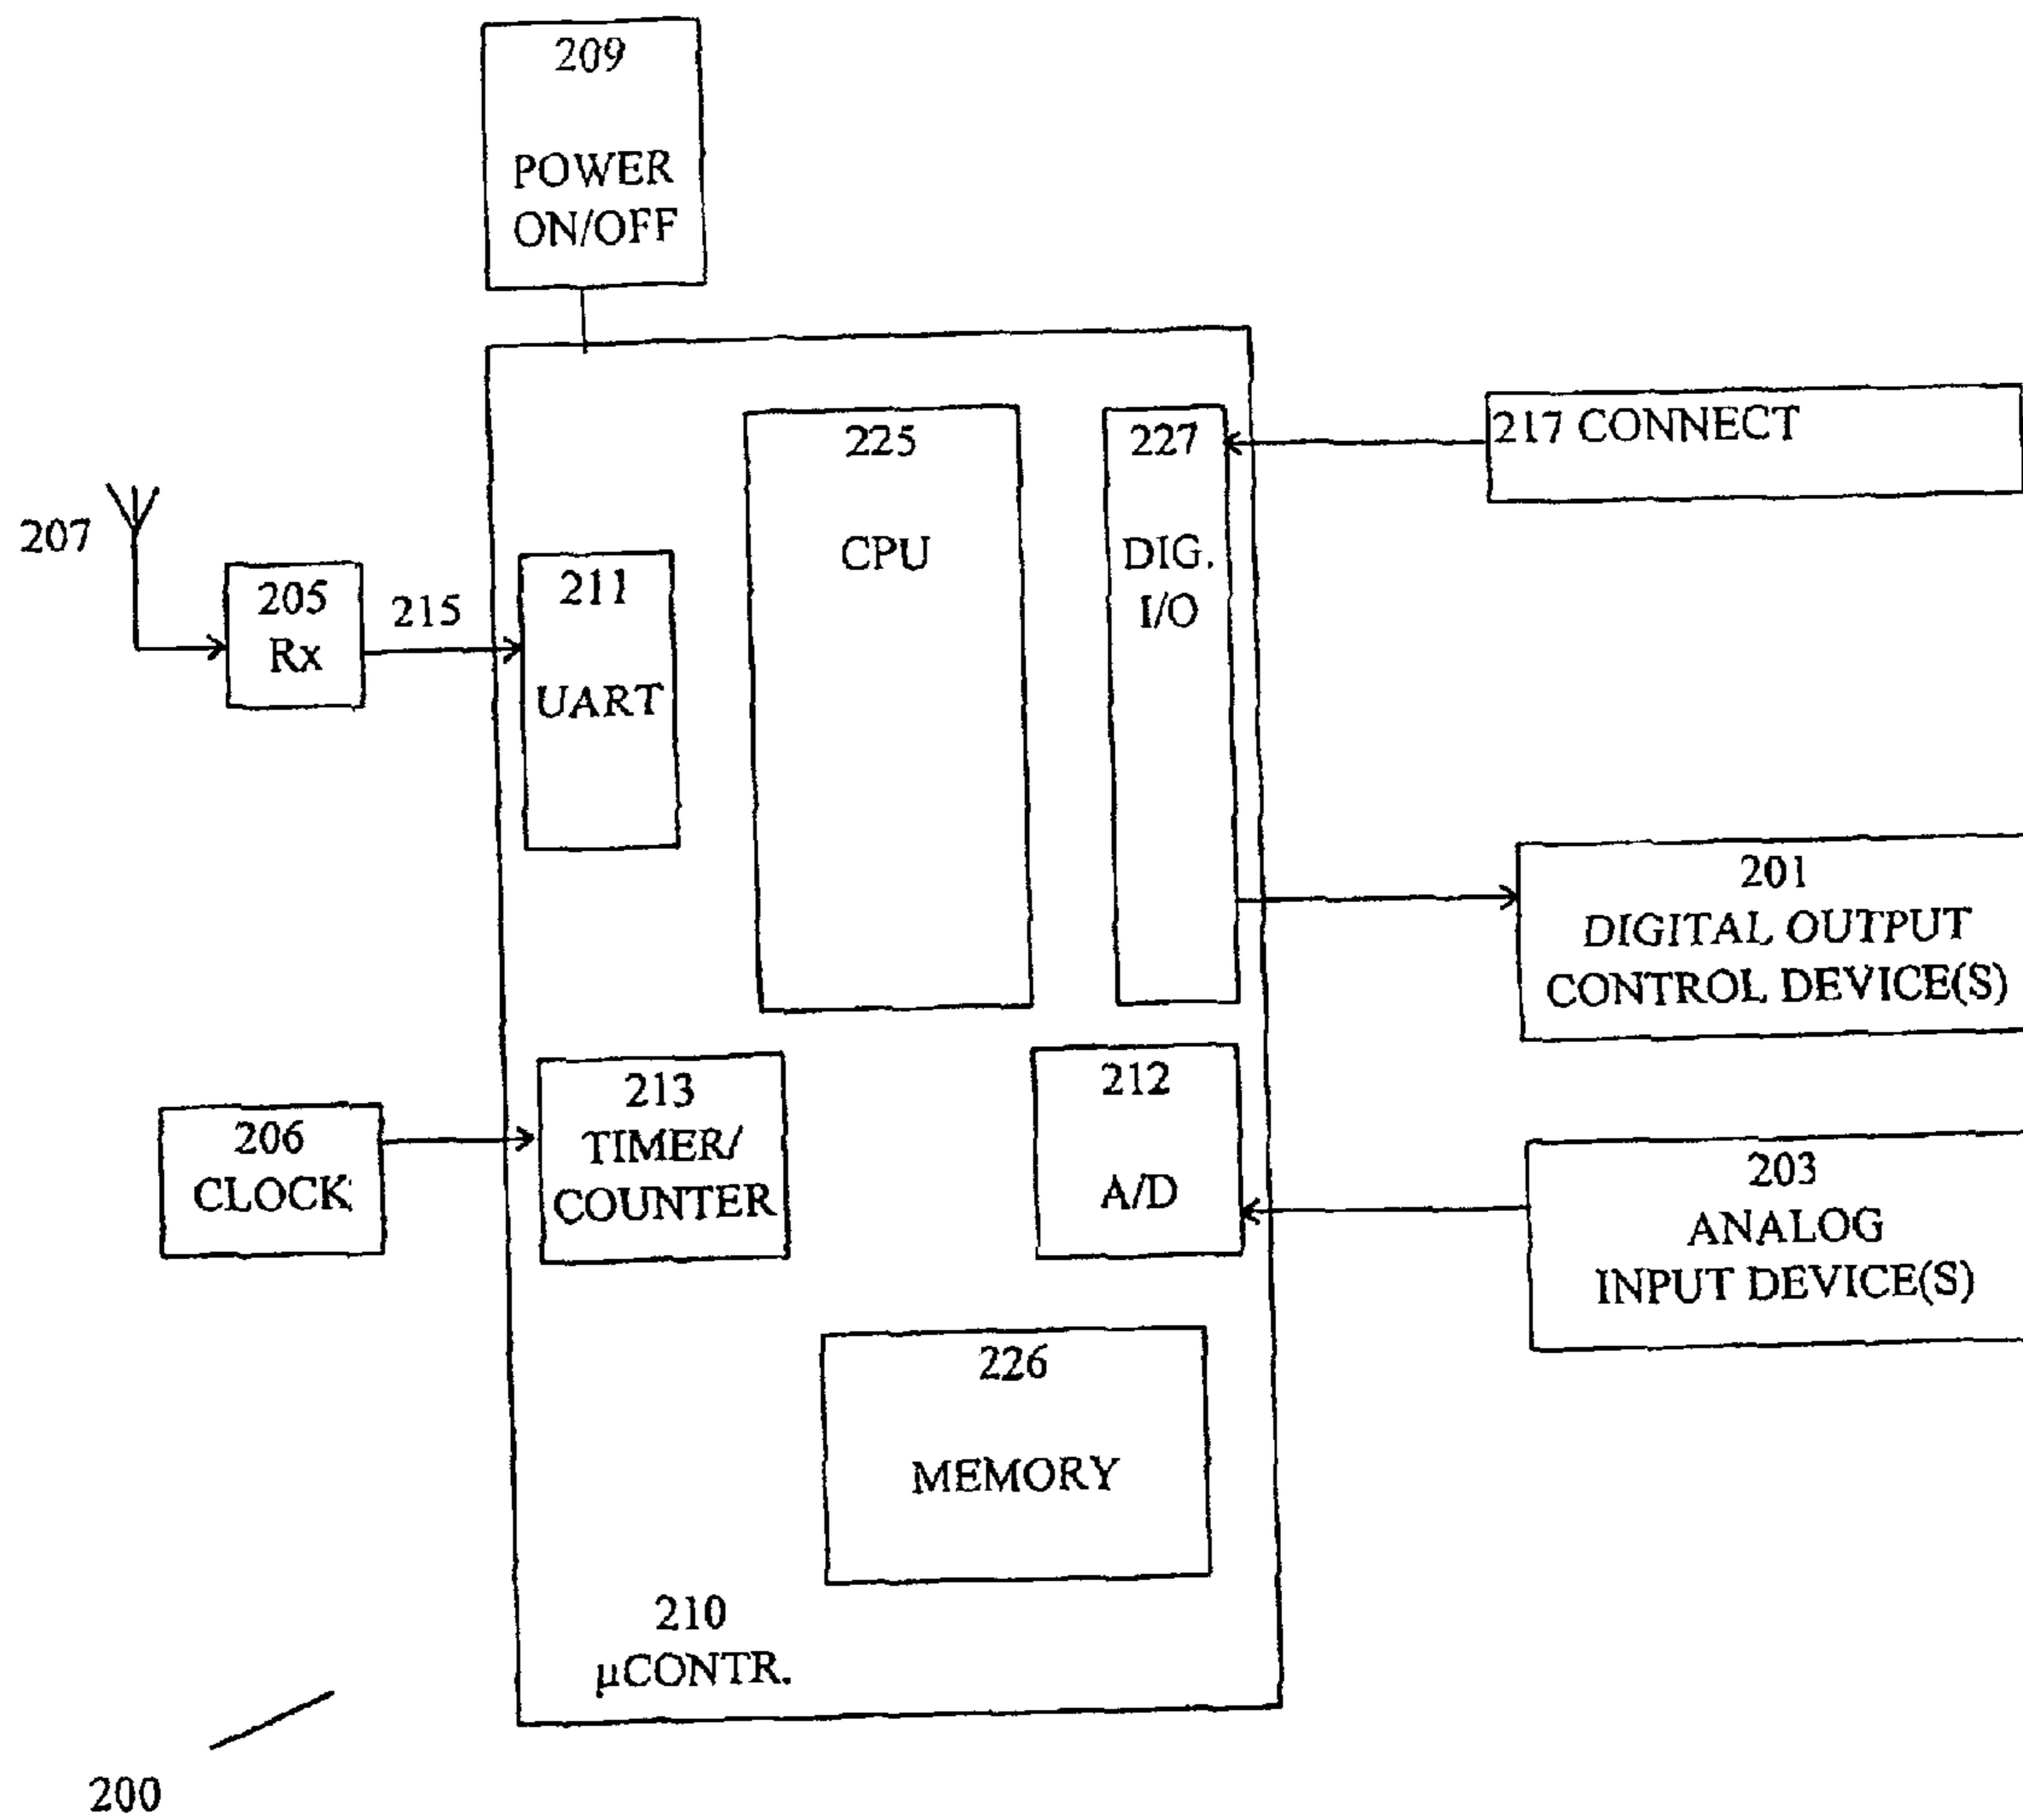 209
POWER
ON/OFF
217 CONNECT
225
CPU
227
DIG.
I/O
207
205
Rx
215
211
UART
201
DIGITAL OUTPUT
CONTROL DEVICE(S)
206
CLOCK
213
TIMER/
COUNTER
212
A/D
203
ANALOG
INPUT DEVICE(S)
226
MEMORY
210
µCONTR.
200